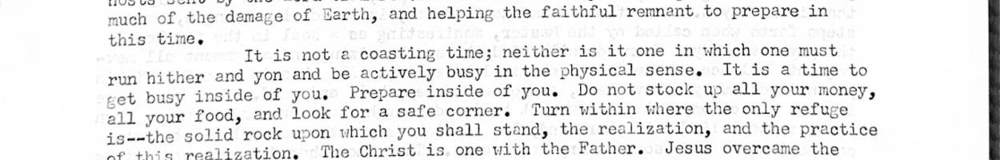 much of the damage of Earth, and helping the faithful remnant to prepare in
this time.
It is not a coasting time; neither is it one in which one must
run hither and yon and be actively busy in the physical sense. It is a time to
get busy inside of you. Prepare inside of you. Do not stock up all your money,
all your food, and look for a safe corner. Turn within where the only refuge
is--the solid rock upon which you shall stand, the realization, and the practice
of this realization. The Christ is one with the Father. Jesus overcame the